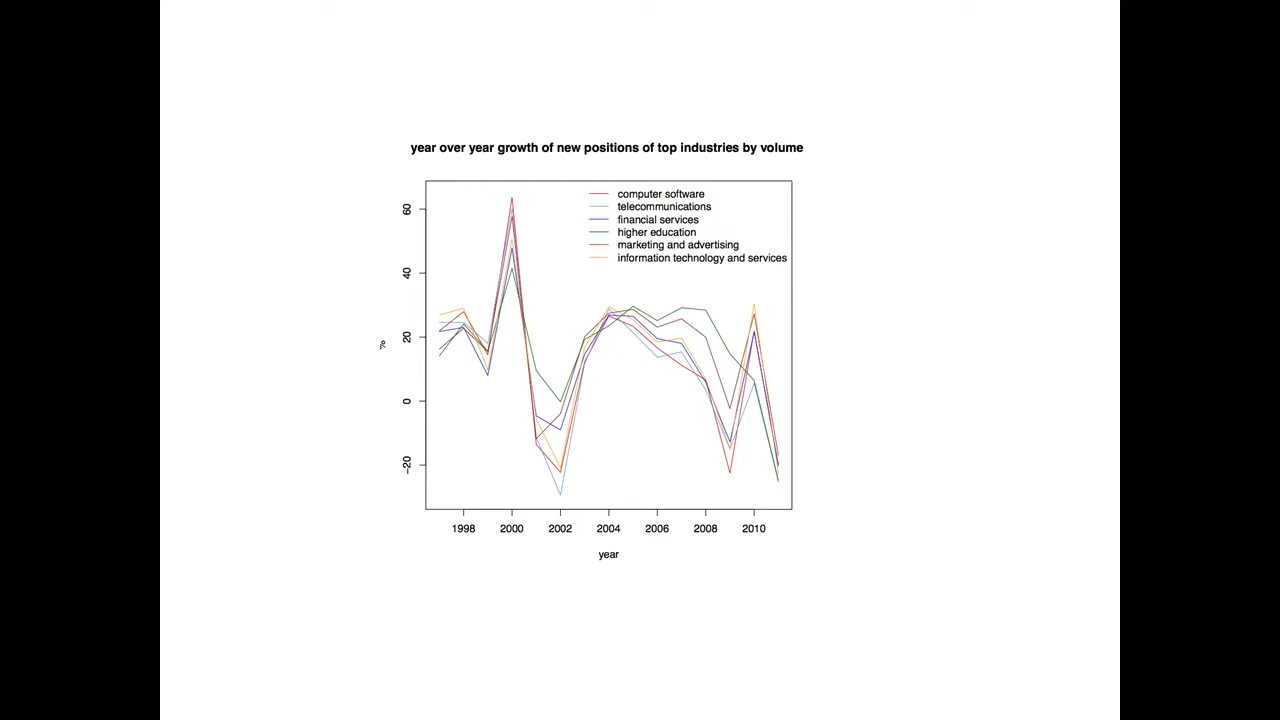 year over year growth of new positions of top industries by volume
computer software
telecommunications
financial services
higher education
marketing and advertising
information technology and services
60
40
20
0
−20
%
1998 2000 2002 2004 2006 2008 2010
year